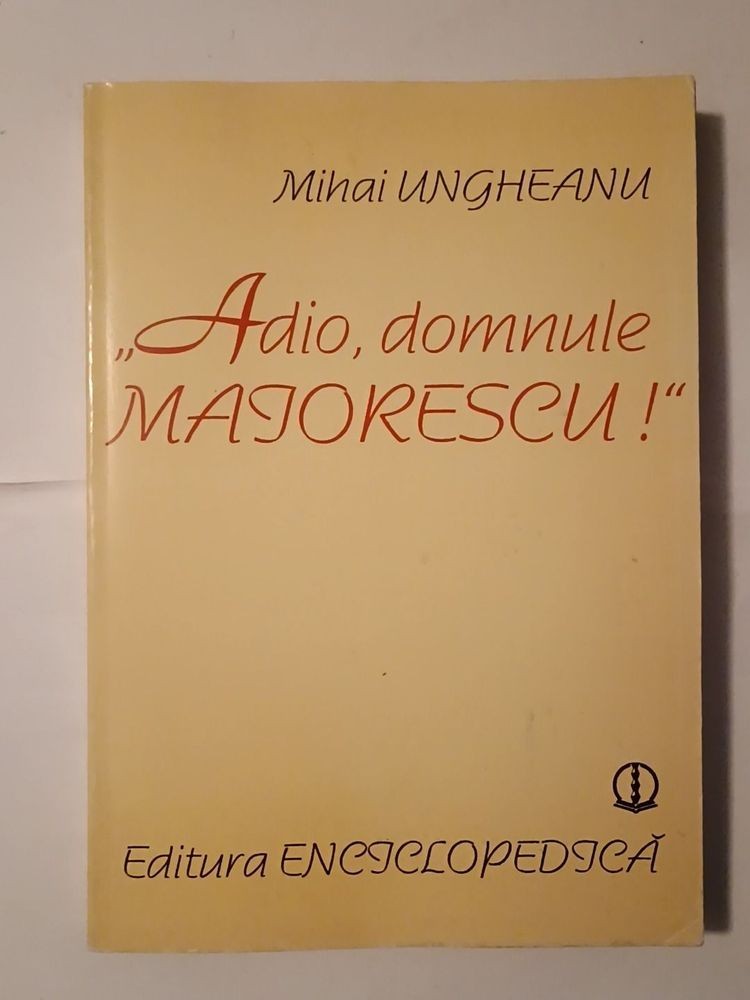 Mihai UNGHEANU
„Adio, domnule
MAIORESCU !“
Editura ENCICLOPEDICĂ